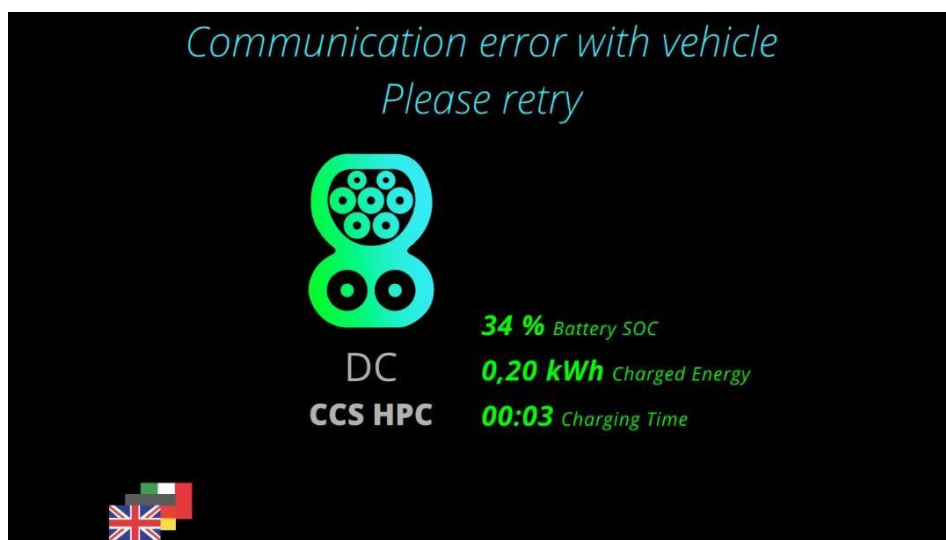 Communication error with vehicle
Please retry
34 % Battery SOC
DC
0,20 kWh Charged Energy
CCS HPC
00:03 Charging Time